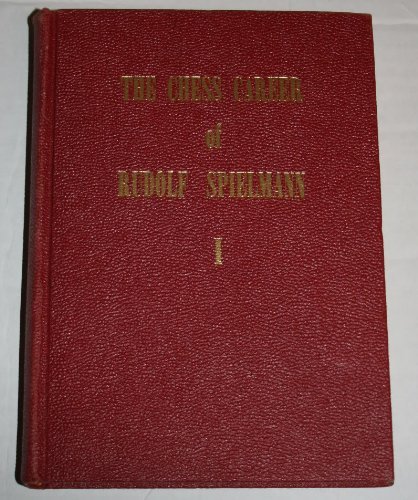 THE CHESS CAREER
of
RUDOLF SPIELMANN
I